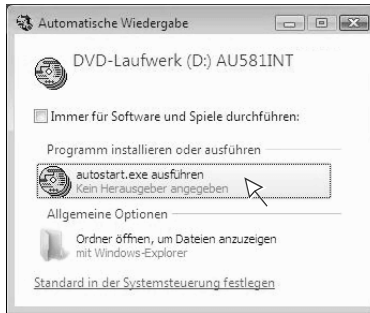 Automatische Wiedergabe
DVD-Laufwerk (D:) AU581INT
Immer für Software und Spiele durchführen:
Programm installieren oder ausführen
autostart.exe ausführen
Kein Herausgeber angegeben
Allgemeine Optionen
Ordner öffnen, um Dateien anzuzeigen
mit Windows-Explorer
Standard in der Systemsteuerung festlegen